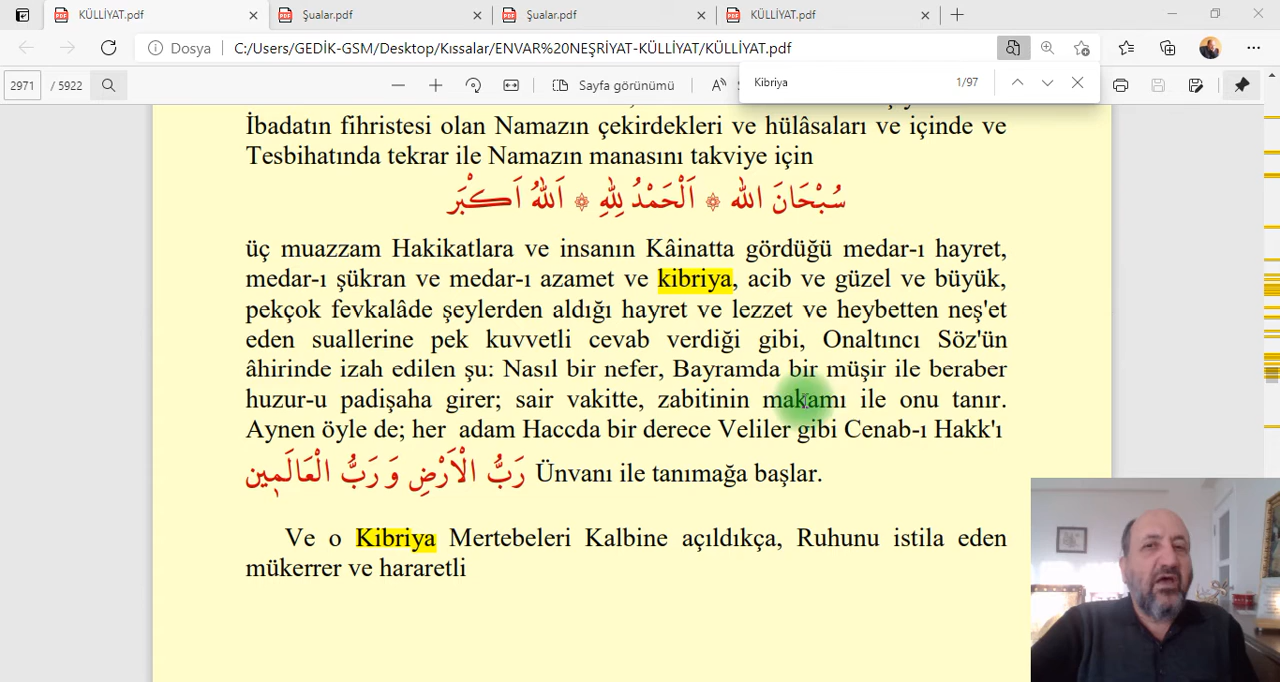 KÜLLİYAT.pdf
Şualar.pdf
Şualar.pdf
KÜLLİYAT.pdf
Dosya
C:/Users/GEDİK-GSM/Desktop/Kıssalar/ENVAR%20NEŞRİYAT-KÜLLİYAT/KÜLLİYAT.pdf
2971 / 5922
Sayfa görünümü
Kibriya 1/97
İbadatın fihristesi olan Namazın çekirdekleri ve hülâsaları ve içinde ve
Tesbihatında tekrar ile Namazın manasını takviye için
سُبْحَانَ اللّٰه ۞ اَلْحَمْدُ لِلّٰهِ ۞ اَللّٰهُ اَكْبَر
üç muazzam Hakikatlara ve insanın Kâinatta gördüğü medar-ı hayret,
medar-ı şükran ve medar-ı azamet ve kibriya, acib ve güzel ve büyük,
pekçok fevkalâde şeylerden aldığı hayret ve lezzet ve heybetten neş'et
eden suallerine pek kuvvetli cevab verdiği gibi, Onaltıncı Söz'ün
âhirinde izah edilen şu: Nasıl bir nefer, Bayramda bir müşir ile beraber
huzur-u padişaha girer; sair vakitte, zabitinin makamı ile onu tanır.
Aynen öyle de; her adam Haccda bir derece Veliler gibi Cenab-ı Hakk'ı
رَبُّ الْاَرْضِ وَ رَبُّ الْعَالَمِين Ünvanı ile tanımağa başlar.
Ve o Kibriya Mertebeleri Kalbine açıldıkça, Ruhunu istila eden
mükerrer ve hararetli